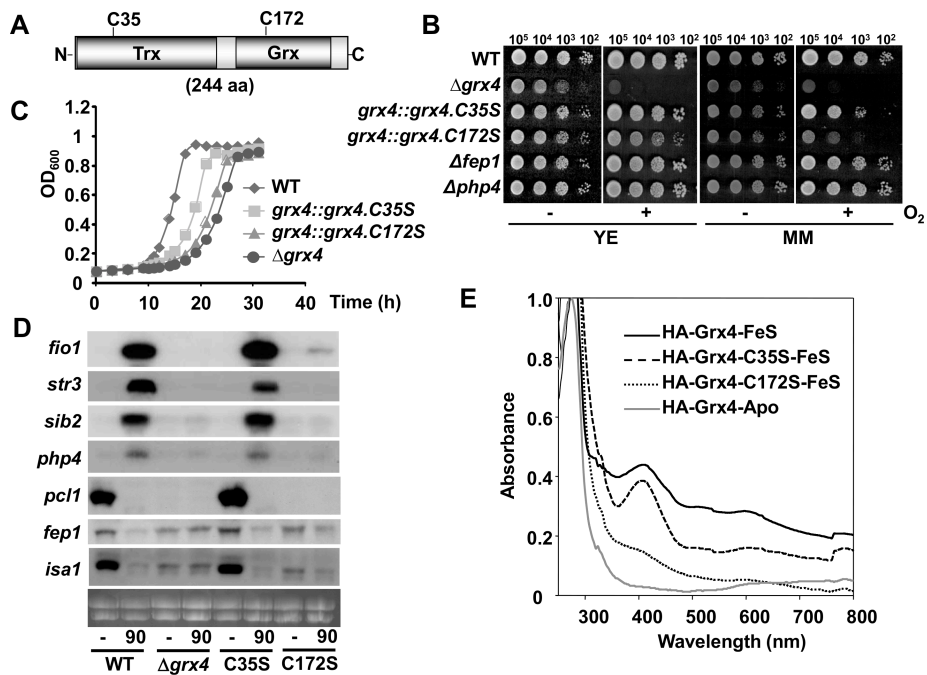 A
C35
C172
N-
Trx
Grx
-C
(244 aa)
B
10⁵ 10⁴ 10³ 10² 10⁵ 10⁴ 10³ 10² 10⁵ 10⁴ 10³ 10² 10⁵ 10⁴ 10³ 10²
WT
Δgrx4
grx4::grx4.C35S
grx4::grx4.C172S
Δfep1
Δphp4
- + - + O₂
YE MM
C
1.2
1
0.8
0.6
0.4
0.2
0
OD₆₀₀
WT
grx4::grx4.C35S
grx4::grx4.C172S
Δgrx4
0 10 20 30 40
Time (h)
D
fio1
str3
sib2
php4
pcl1
fep1
isa1
- 90 - 90 - 90 - 90
WT Δgrx4 C35S C172S
E
1.0
0.8
0.6
0.4
0.2
0
Absorbance
HA-Grx4-FeS
HA-Grx4-C35S-FeS
HA-Grx4-C172S-FeS
HA-Grx4-Apo
300 400 500 600 700 800
Wavelength (nm)